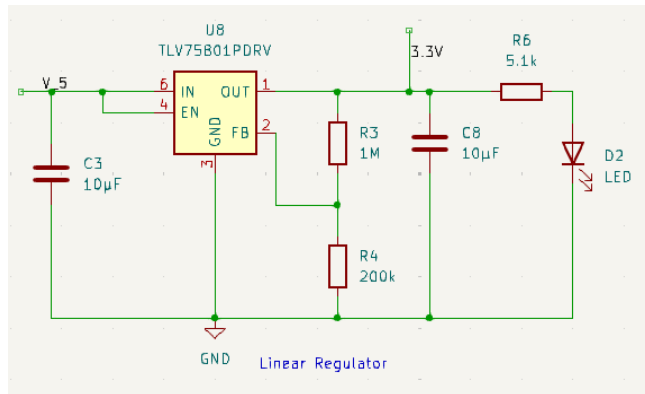 U8
TLV75801PDRV
V_5
6
IN
OUT
1
4
EN
GND
FB
2
3
3.3V
R6
5.1k
R3
1M
C8
10µF
C3
10µF
D2
LED
R4
200k
GND
Linear Regulator